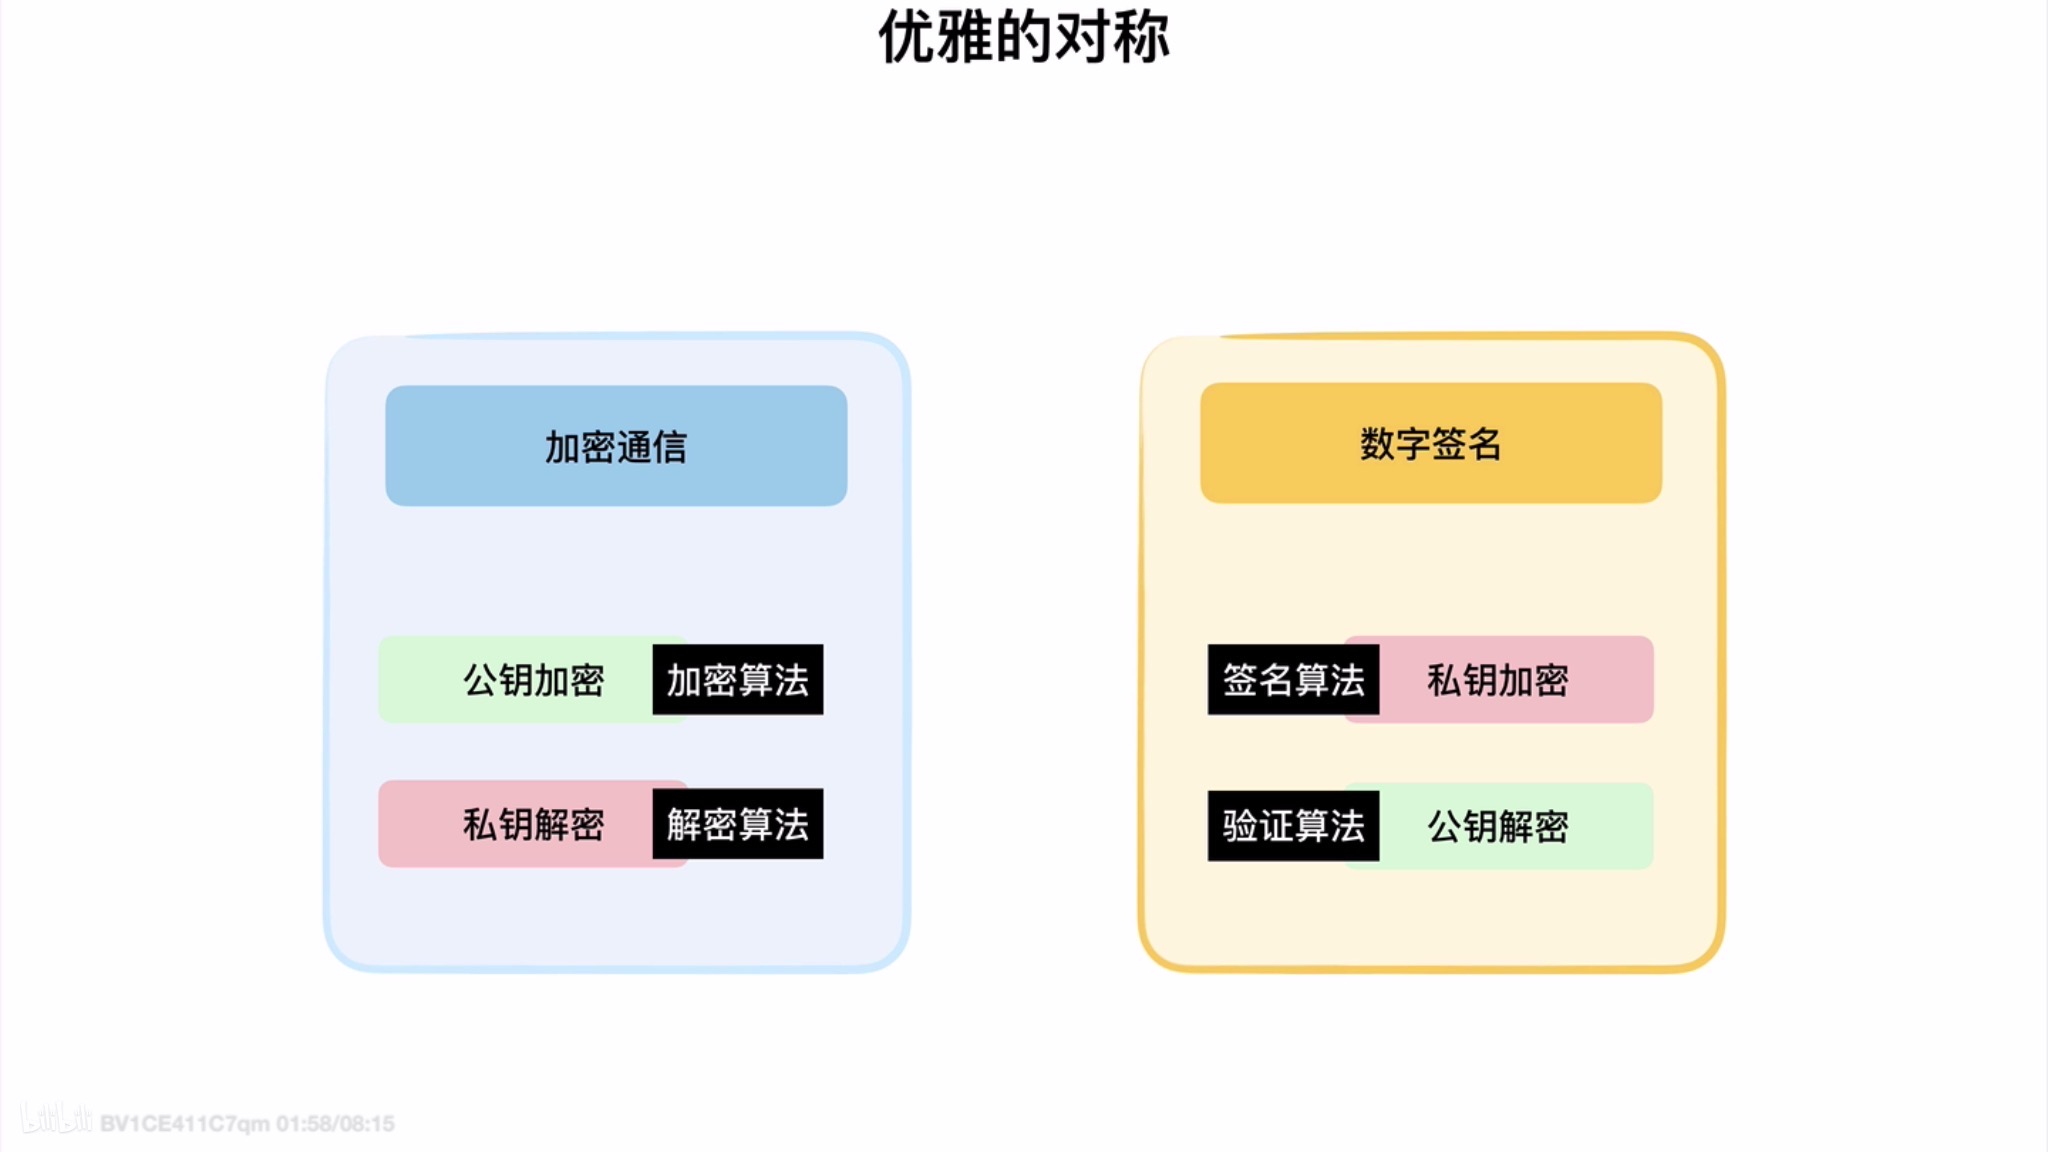 优雅的对称
加密通信
公钥加密 加密算法
私钥解密 解密算法
数字签名
签名算法 私钥加密
验证算法 公钥解密
bilibili BV1CE411C7qm 01:58/08:15